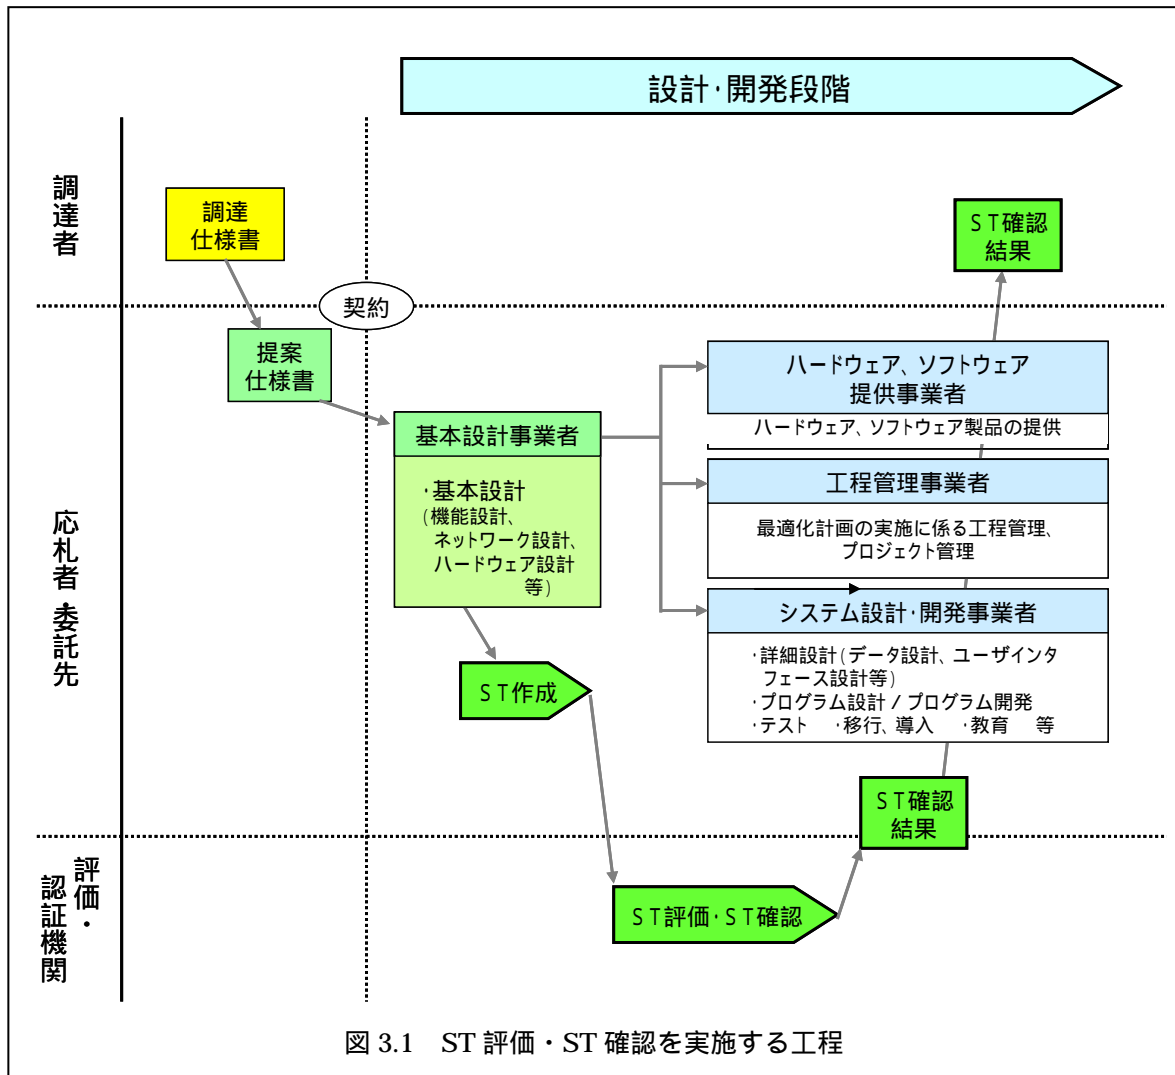 設計・開発段階
調達者
調達
仕様書
ST確認
結果
契約
提案
仕様書
ハードウェア、ソフトウェア
提供事業者
ハードウェア、ソフトウェア製品の提供
基本設計事業者
・基本設計
(機能設計、
ネットワーク設計、
ハードウェア設計
等)
工程管理事業者
最適化計画の実施に係る工程管理、
プロジェクト管理
応札者・委託先
システム設計・開発事業者
・詳細設計(データ設計、ユーザインタ
フェース設計等)
・プログラム設計/プログラム開発
・テスト ・移行、導入 ・教育 等
ST作成
ST確認
結果
評価・
認証機関
ST評価・ST確認
図 3.1 ST 評価・ST 確認を実施する工程